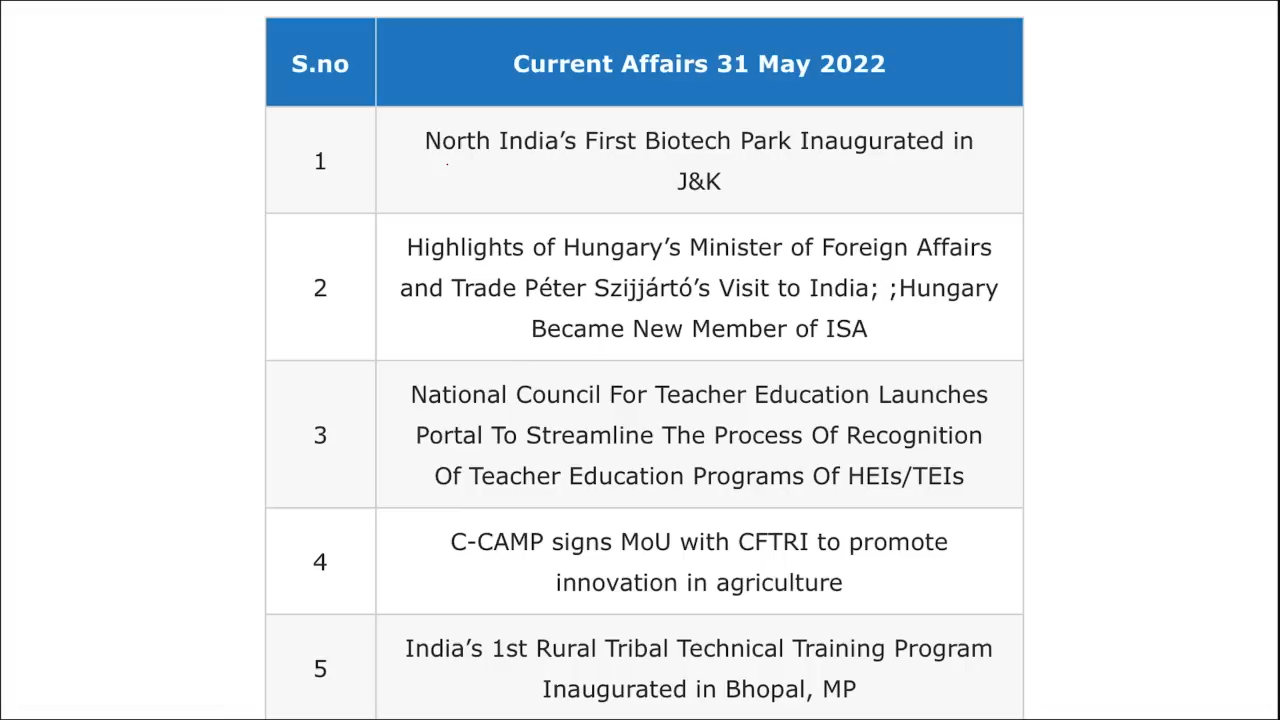 S.no
Current Affairs 31 May 2022
1
North India’s First Biotech Park Inaugurated in
J&K
2
Highlights of Hungary’s Minister of Foreign Affairs
and Trade Péter Szijjártó’s Visit to India; ;Hungary
Became New Member of ISA
3
National Council For Teacher Education Launches
Portal To Streamline The Process Of Recognition
Of Teacher Education Programs Of HEIs/TEIs
4
C-CAMP signs MoU with CFTRI to promote
innovation in agriculture
5
India’s 1st Rural Tribal Technical Training Program
Inaugurated in Bhopal, MP